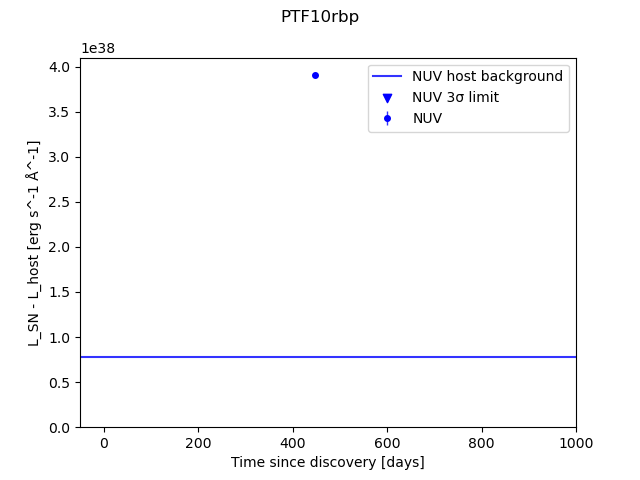 PTF10rbp
1e38
4.0
3.5
3.0
2.5
2.0
1.5
1.0
0.5
0.0
L_SN - L_host [erg s^-1 Å^-1]
NUV host background
NUV 3σ limit
NUV
0 200 400 600 800 1000
Time since discovery [days]